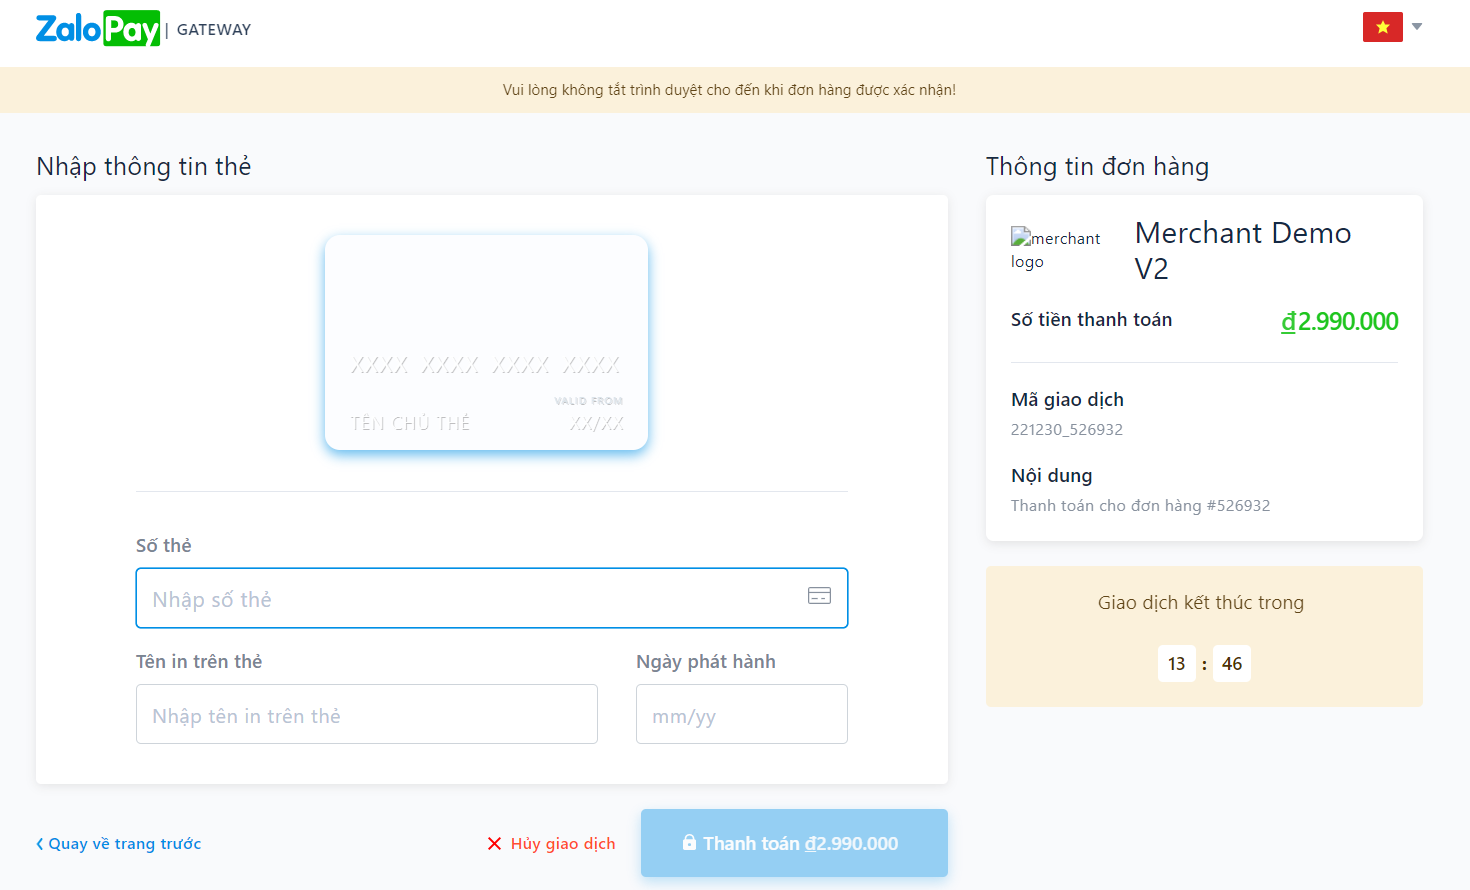 ZaloPay | GATEWAY
Vui lòng không tắt trình duyệt cho đến khi đơn hàng được xác nhận!
Nhập thông tin thẻ
XXXX XXXX XXXX XXXX
VALID FROM
TÊN CHỦ THẺ
XX/XX
Số thẻ
Nhập số thẻ
Tên in trên thẻ
Nhập tên in trên thẻ
Ngày phát hành
mm/yy
Quay về trang trước
Hủy giao dịch
Thanh toán ₫2.990.000
Thông tin đơn hàng
merchant
logo
Merchant Demo
V2
Số tiền thanh toán
₫2.990.000
Mã giao dịch
221230_526932
Nội dung
Thanh toán cho đơn hàng #526932
Giao dịch kết thúc trong
13 : 46